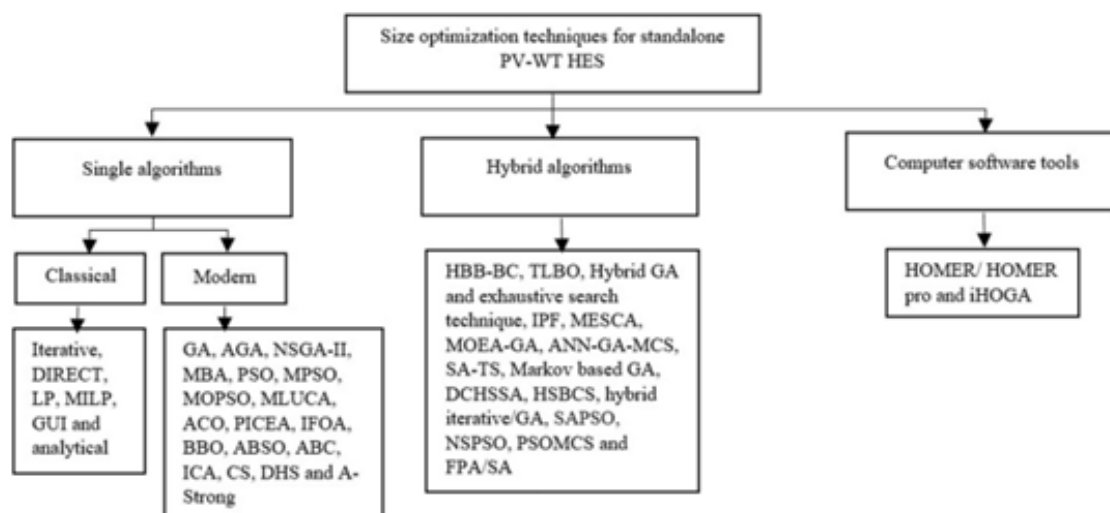 Size optimization techniques for standalone
PV-WT HES
Single algorithms
Hybrid algorithms
Computer software tools
Classical
Modern
Iterative,
DIRECT,
LP, MILP,
GUI and
analytical
GA, AGA, NSGA-II,
MBA, PSO, MPSO,
MOPSO, MLUCA,
ACO, PICEA, IFOA,
BBO, ABSO, ABC,
ICA, CS, DHS and A-
Strong
HBB-BC, TLBO, Hybrid GA
and exhaustive search
technique, IPF, MESCA,
MOEA-GA, ANN-GA-MCS,
SA-TS, Markov based GA,
DCHSSA, HSBCS, hybrid
iterative/GA, SAPSO,
NSPSO, PSOMCS and
FPA/SA
HOMER/ HOMER
pro and iHOGA